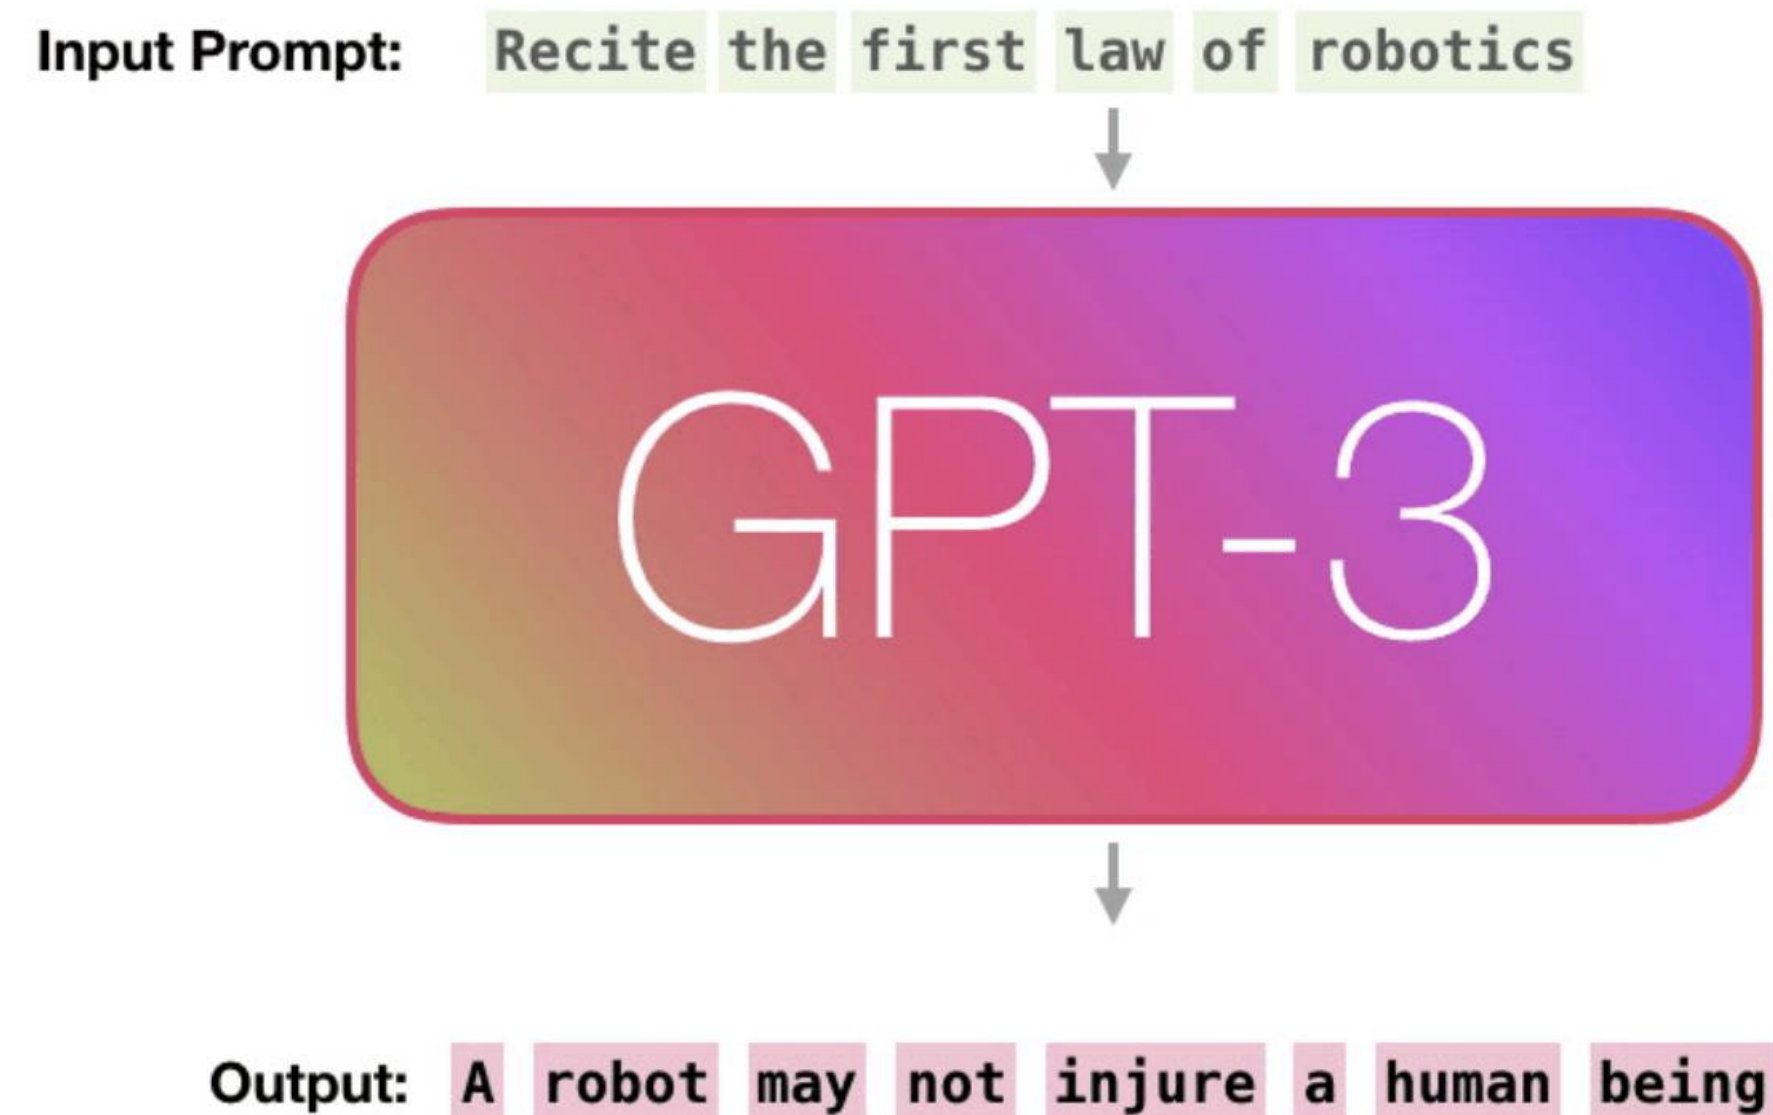 Input Prompt: Recite the first law of robotics
GPT-3
Output: A robot may not injure a human being